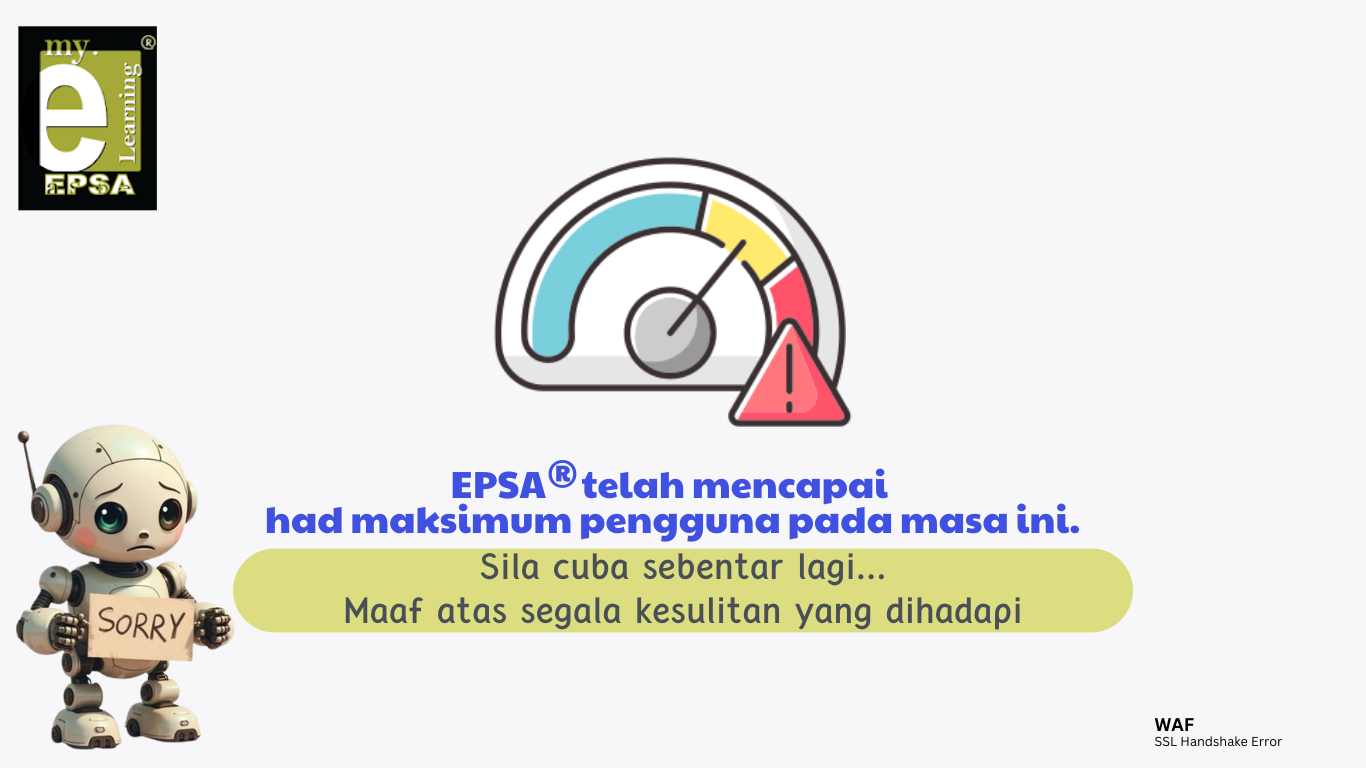 my.
®
Learning
e
EPSA
EPSA® telah mencapai
had maksimum pengguna pada masa ini.
Sila cuba sebentar lagi...
Maaf atas segala kesulitan yang dihadapi
SORRY
WAF
SSL Handshake Error